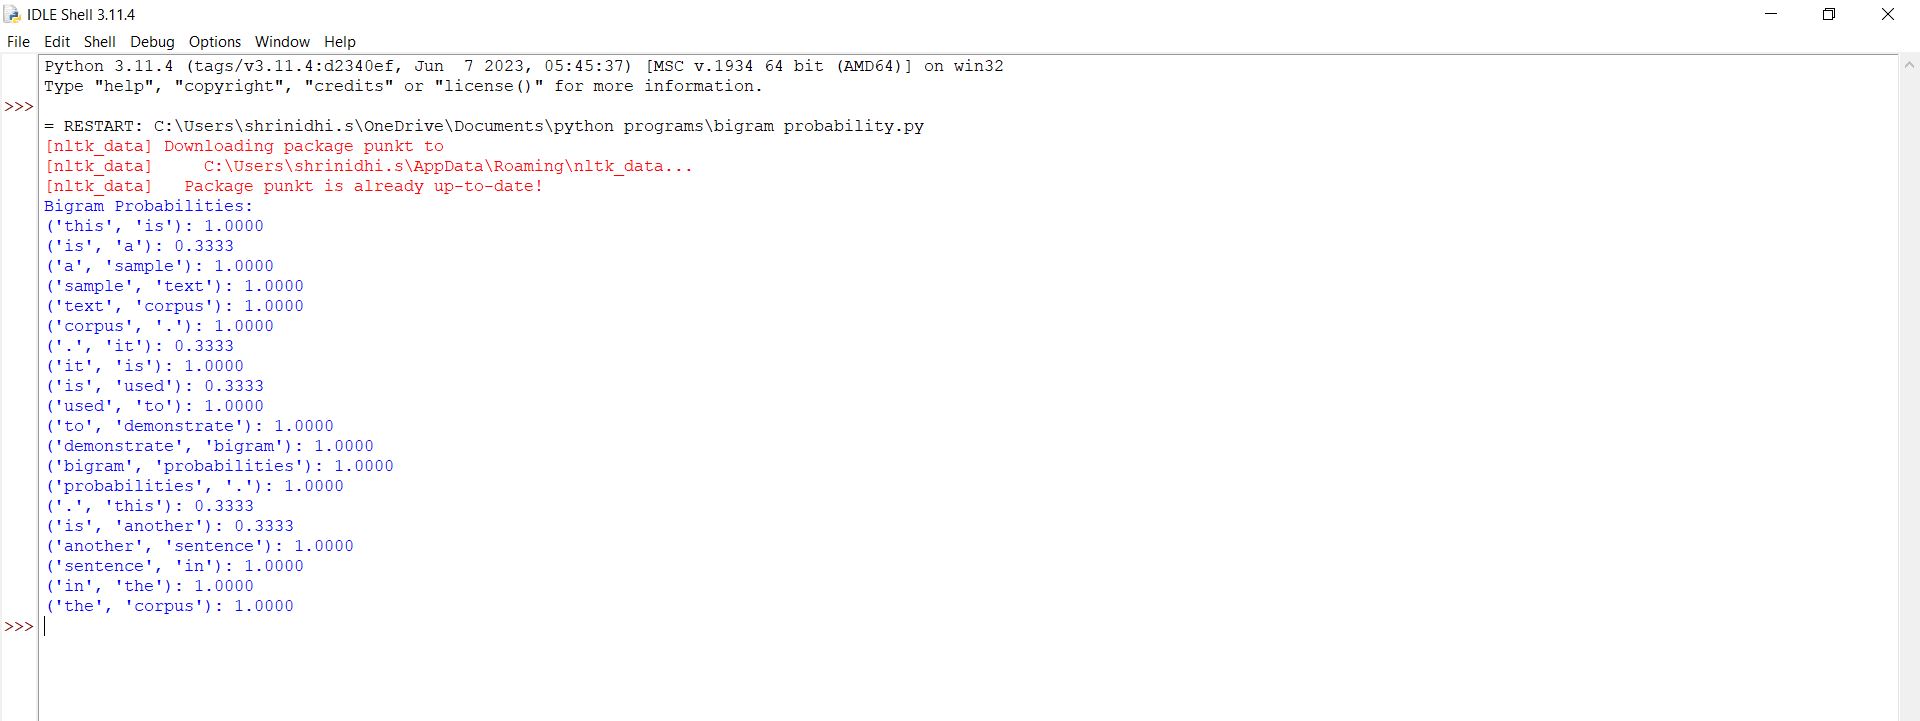 IDLE Shell 3.11.4
File Edit Shell Debug Options Window Help
Python 3.11.4 (tags/v3.11.4:d2340ef, Jun  7 2023, 05:45:37) [MSC v.1934 64 bit (AMD64)] on win32
Type "help", "copyright", "credits" or "license()" for more information.
>>>
= RESTART: C:\Users\shrinidhi.s\OneDrive\Documents\python programs\bigram probability.py
[nltk_data] Downloading package punkt to
[nltk_data]     C:\Users\shrinidhi.s\AppData\Roaming\nltk_data...
[nltk_data]   Package punkt is already up-to-date!
Bigram Probabilities:
('this', 'is'): 1.0000
('is', 'a'): 0.3333
('a', 'sample'): 1.0000
('sample', 'text'): 1.0000
('text', 'corpus'): 1.0000
('corpus', '.'): 1.0000
('.', 'it'): 0.3333
('it', 'is'): 1.0000
('is', 'used'): 0.3333
('used', 'to'): 1.0000
('to', 'demonstrate'): 1.0000
('demonstrate', 'bigram'): 1.0000
('bigram', 'probabilities'): 1.0000
('probabilities', '.'): 1.0000
('.', 'this'): 0.3333
('is', 'another'): 0.3333
('another', 'sentence'): 1.0000
('sentence', 'in'): 1.0000
('in', 'the'): 1.0000
('the', 'corpus'): 1.0000
>>>